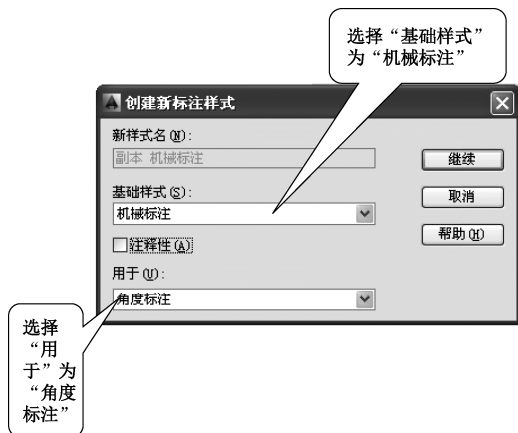 选择“基础样式”
为“机械标注”
创建新标注样式
新样式名(N):
副本 机械标注
继续
基础样式(S):
机械标注
取消
注释性(A)
帮助(H)
用于(U):
角度标注
选择
“用
于”为
“角度
标注”